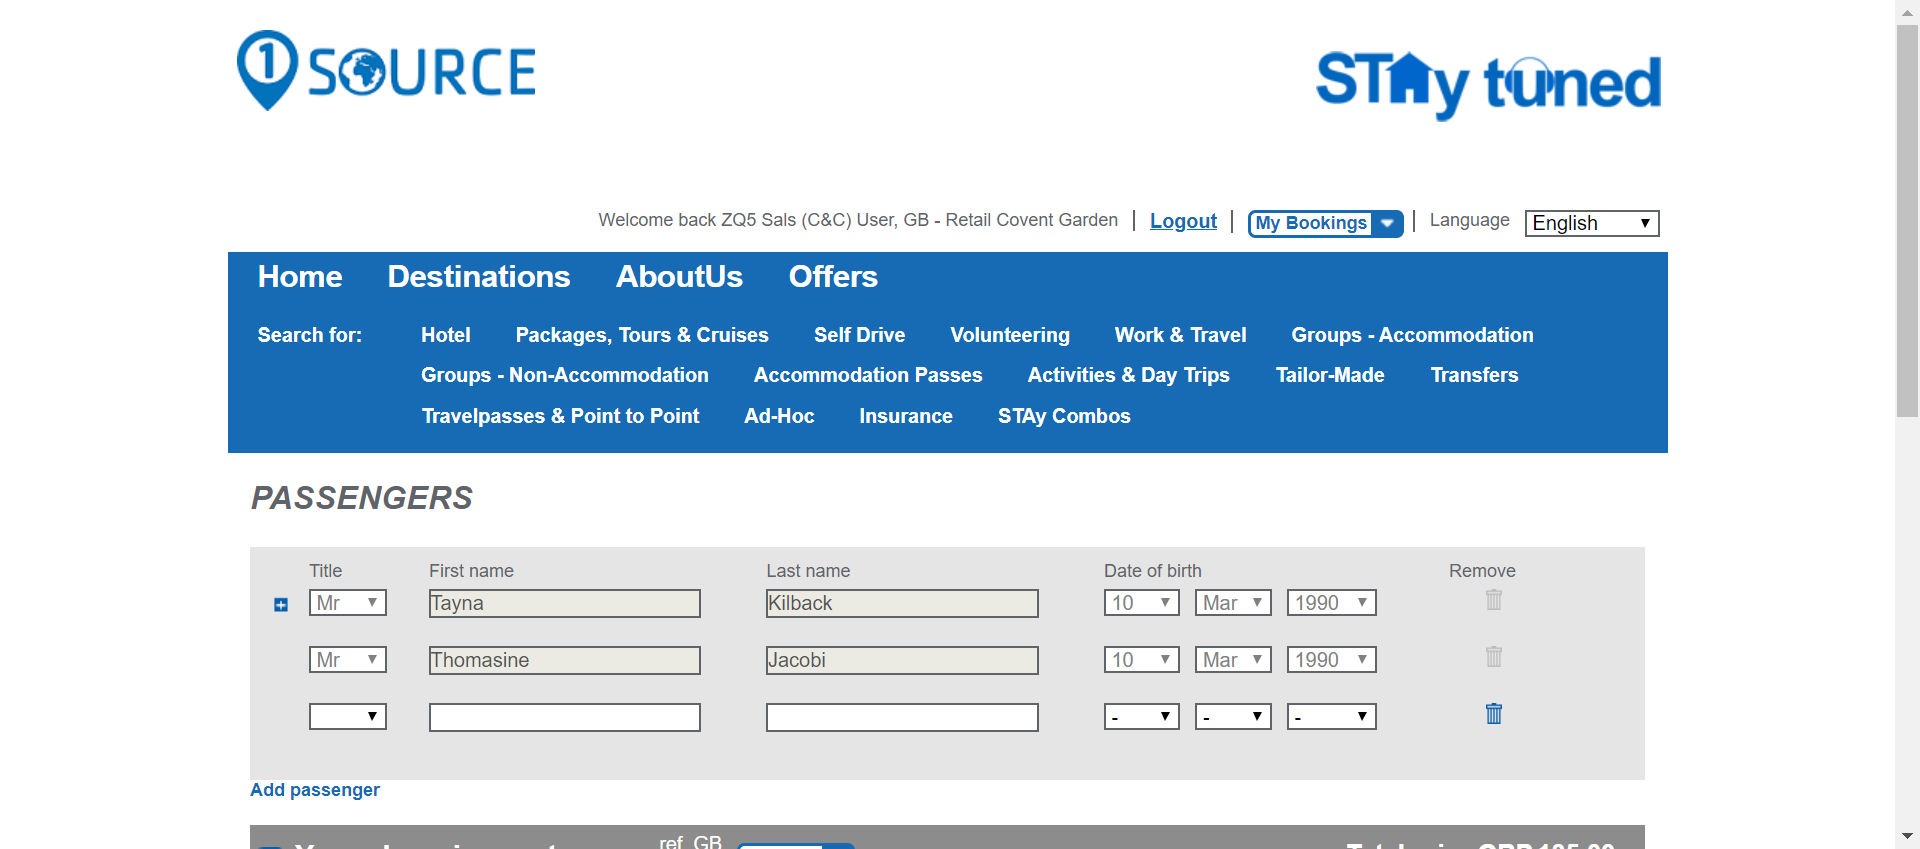 1 SOURCE
STAy tuned
Welcome back ZQ5 Sals (C&C) User, GB - Retail Covent Garden | Logout | My Bookings | Language English
Home Destinations AboutUs Offers
Search for: Hotel Packages, Tours & Cruises Self Drive Volunteering Work & Travel Groups - Accommodation
Groups - Non-Accommodation Accommodation Passes Activities & Day Trips Tailor-Made Transfers
Travelpasses & Point to Point Ad-Hoc Insurance STAy Combos
PASSENGERS
Title First name Last name Date of birth Remove
Mr Tayna Kilback 10 Mar 1990
Mr Thomasine Jacobi 10 Mar 1990
- - -
Add passenger
ref GB